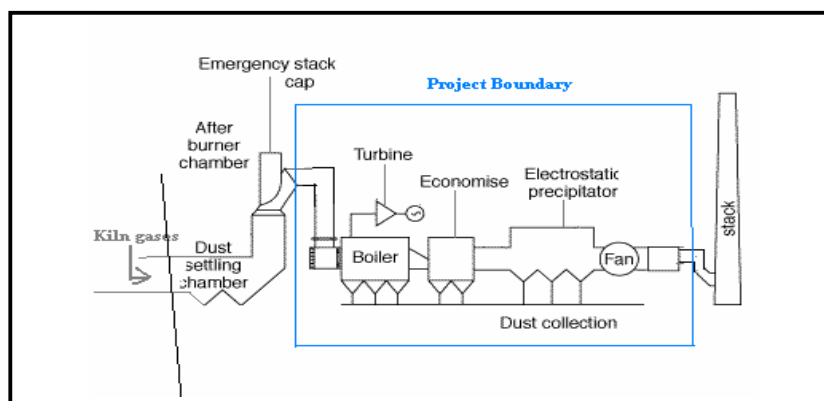 Emergency stack
cap
Project Boundary
After
burner
chamber
Turbine
Economise
Electrostatic
precipitator
Kiln gases
Dust
settling
chamber
Boiler
Fan
stack
Dust collection